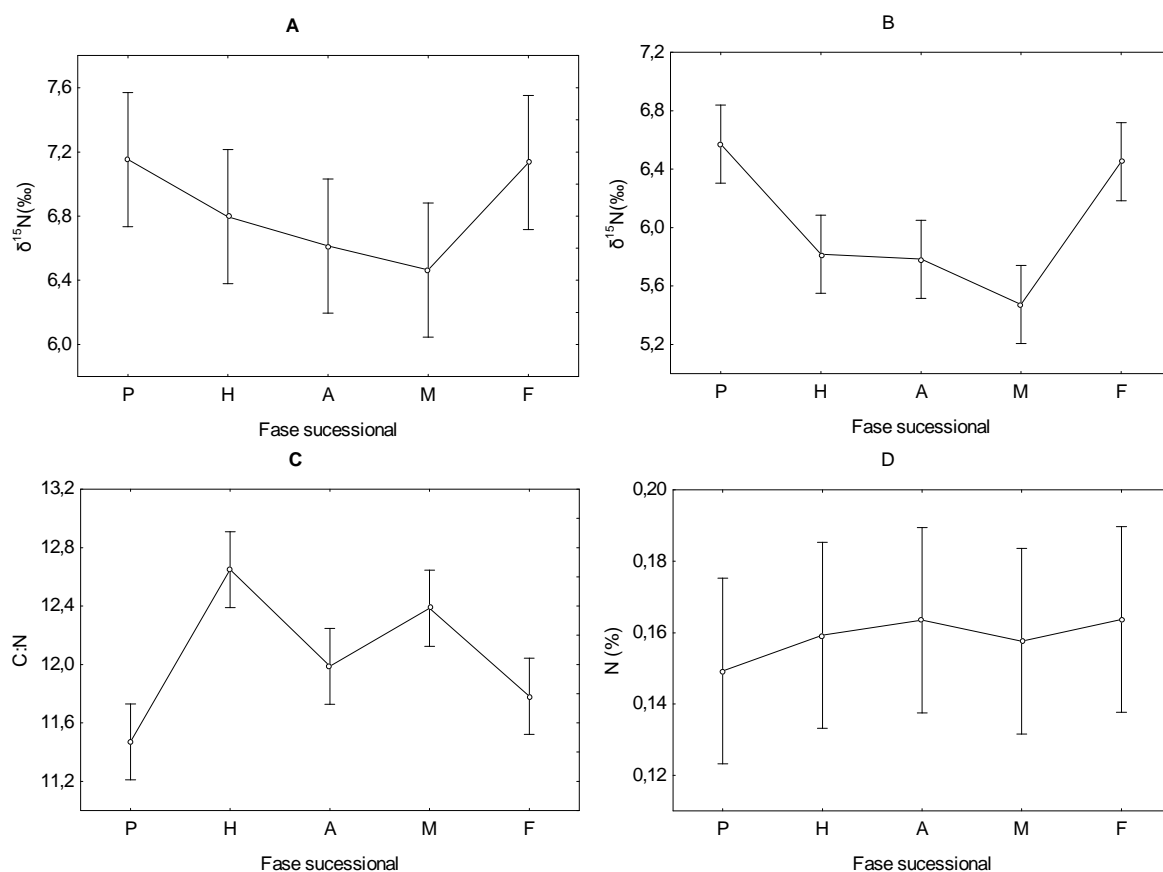 A
δ¹⁵N(‰)
7,6
7,2
6,8
6,4
6,0
P H A M F
Fase sucessional
B
δ¹⁵N(‰)
7,2
6,8
6,4
6,0
5,6
5,2
P H A M F
Fase sucessional
C
C:N
13,2
12,8
12,4
12,0
11,6
11,2
P H A M F
Fase sucessional
D
N (%)
0,20
0,18
0,16
0,14
0,12
P H A M F
Fase sucessional